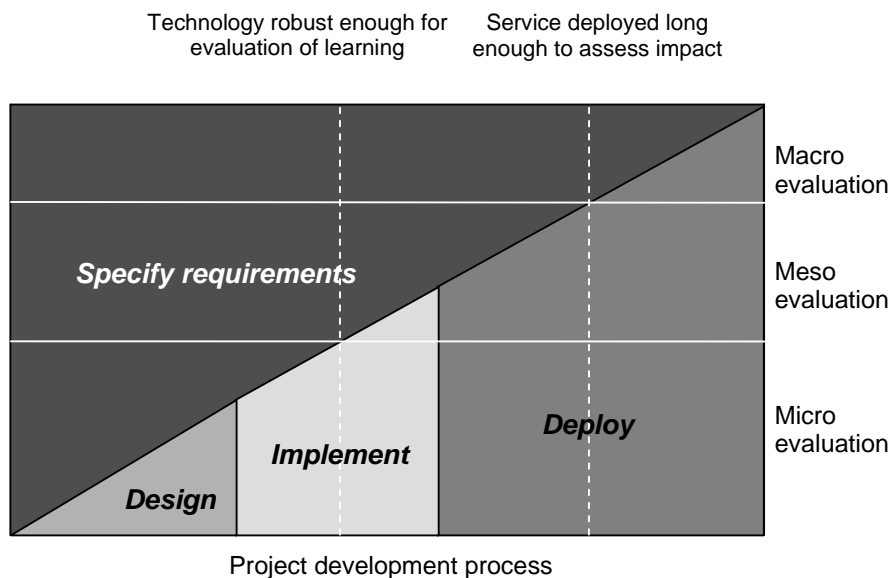 Technology robust enough for
evaluation of learning
Service deployed long
enough to assess impact
Macro
evaluation
Specify requirements
Meso
evaluation
Micro
evaluation
Deploy
Implement
Design
Project development process